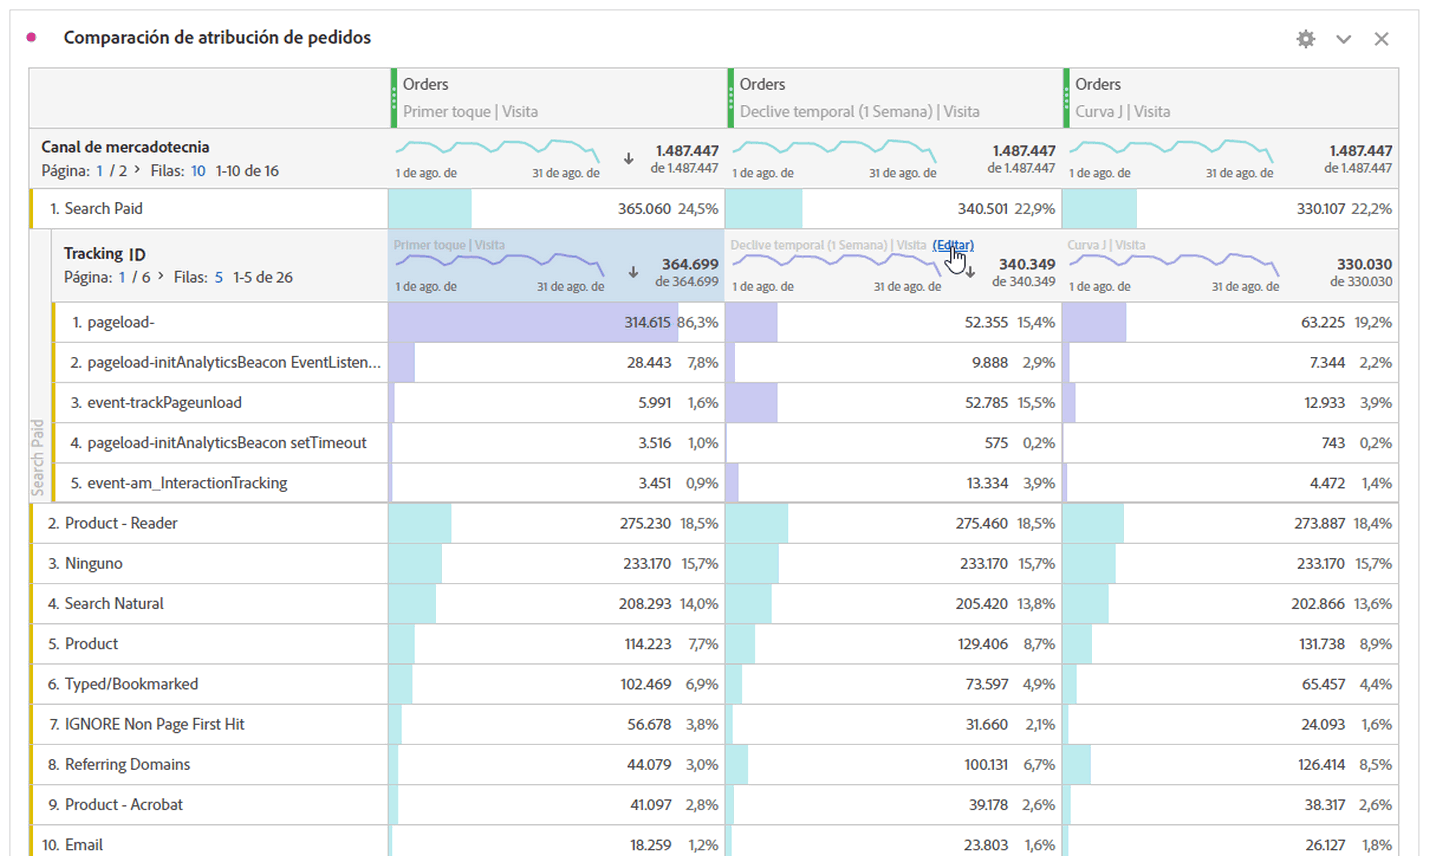 Comparación de atribución de pedidos
Orders Orders Orders
Primer toque | Visita Declive temporal (1 Semana) | Visita Curva J | Visita
Canal de mercadotecnia
Página: 1 / 2 > Filas: 10 1-10 de 16
1.487.447 1.487.447 1.487.447
de 1.487.447 de 1.487.447 de 1.487.447
1 de ago. de 31 de ago. de 1 de ago. de 31 de ago. de 1 de ago. de 31 de ago. de
1. Search Paid 365.060 24,5% 340.501 22,9% 330.107 22,2%
Search Paid
Tracking ID
Página: 1 / 6 > Filas: 5 1-5 de 26
Primer toque | Visita Declive temporal (1 Semana) | Visita (Editar) Curva J | Visita
364.699 340.349 330.030
de 364.699 de 340.349 de 330.030
1 de ago. de 31 de ago. de 1 de ago. de 31 de ago. de 1 de ago. de 31 de ago. de
1. pageload- 314.615 86,3% 52.355 15,4% 63.225 19,2%
2. pageload-initAnalyticsBeacon EventListen... 28.443 7,8% 9.888 2,9% 7.344 2,2%
3. event-trackPageunload 5.991 1,6% 52.785 15,5% 12.933 3,9%
4. pageload-initAnalyticsBeacon setTimeout 3.516 1,0% 575 0,2% 743 0,2%
5. event-am_InteractionTracking 3.451 0,9% 13.334 3,9% 4.472 1,4%
2. Product - Reader 275.230 18,5% 275.460 18,5% 273.887 18,4%
3. Ninguno 233.170 15,7% 233.170 15,7% 233.170 15,7%
4. Search Natural 208.293 14,0% 205.420 13,8% 202.866 13,6%
5. Product 114.223 7,7% 129.406 8,7% 131.738 8,9%
6. Typed/Bookmarked 102.469 6,9% 73.597 4,9% 65.457 4,4%
7. IGNORE Non Page First Hit 56.678 3,8% 31.660 2,1% 24.093 1,6%
8. Referring Domains 44.079 3,0% 100.131 6,7% 126.414 8,5%
9. Product - Acrobat 41.097 2,8% 39.178 2,6% 38.317 2,6%
10. Email 18.259 1,2% 23.803 1,6% 26.127 1,8%